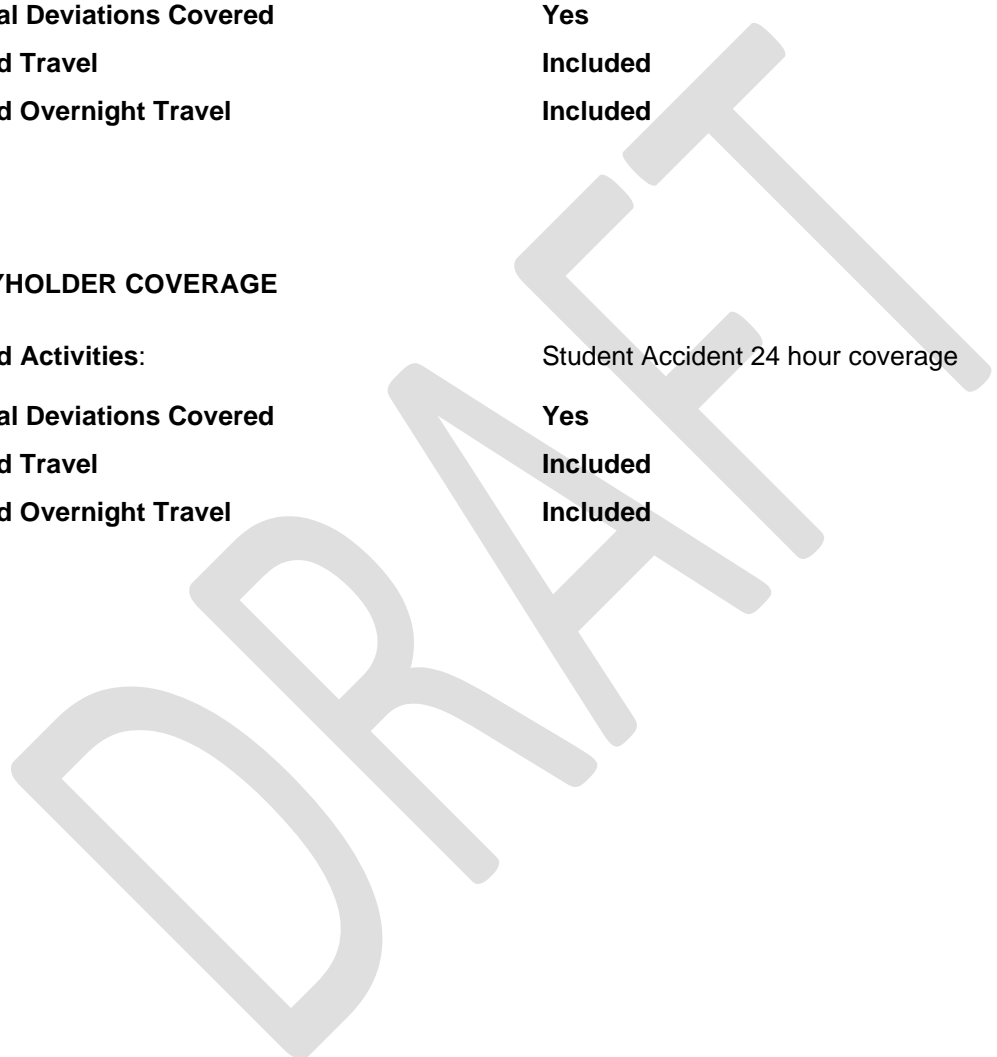 al Deviations Covered Yes
d Travel Included
d Overnight Travel Included
YHOLDER COVERAGE
d Activities: Student Accident 24 hour coverage
al Deviations Covered Yes
d Travel Included
d Overnight Travel Included
DRAFT